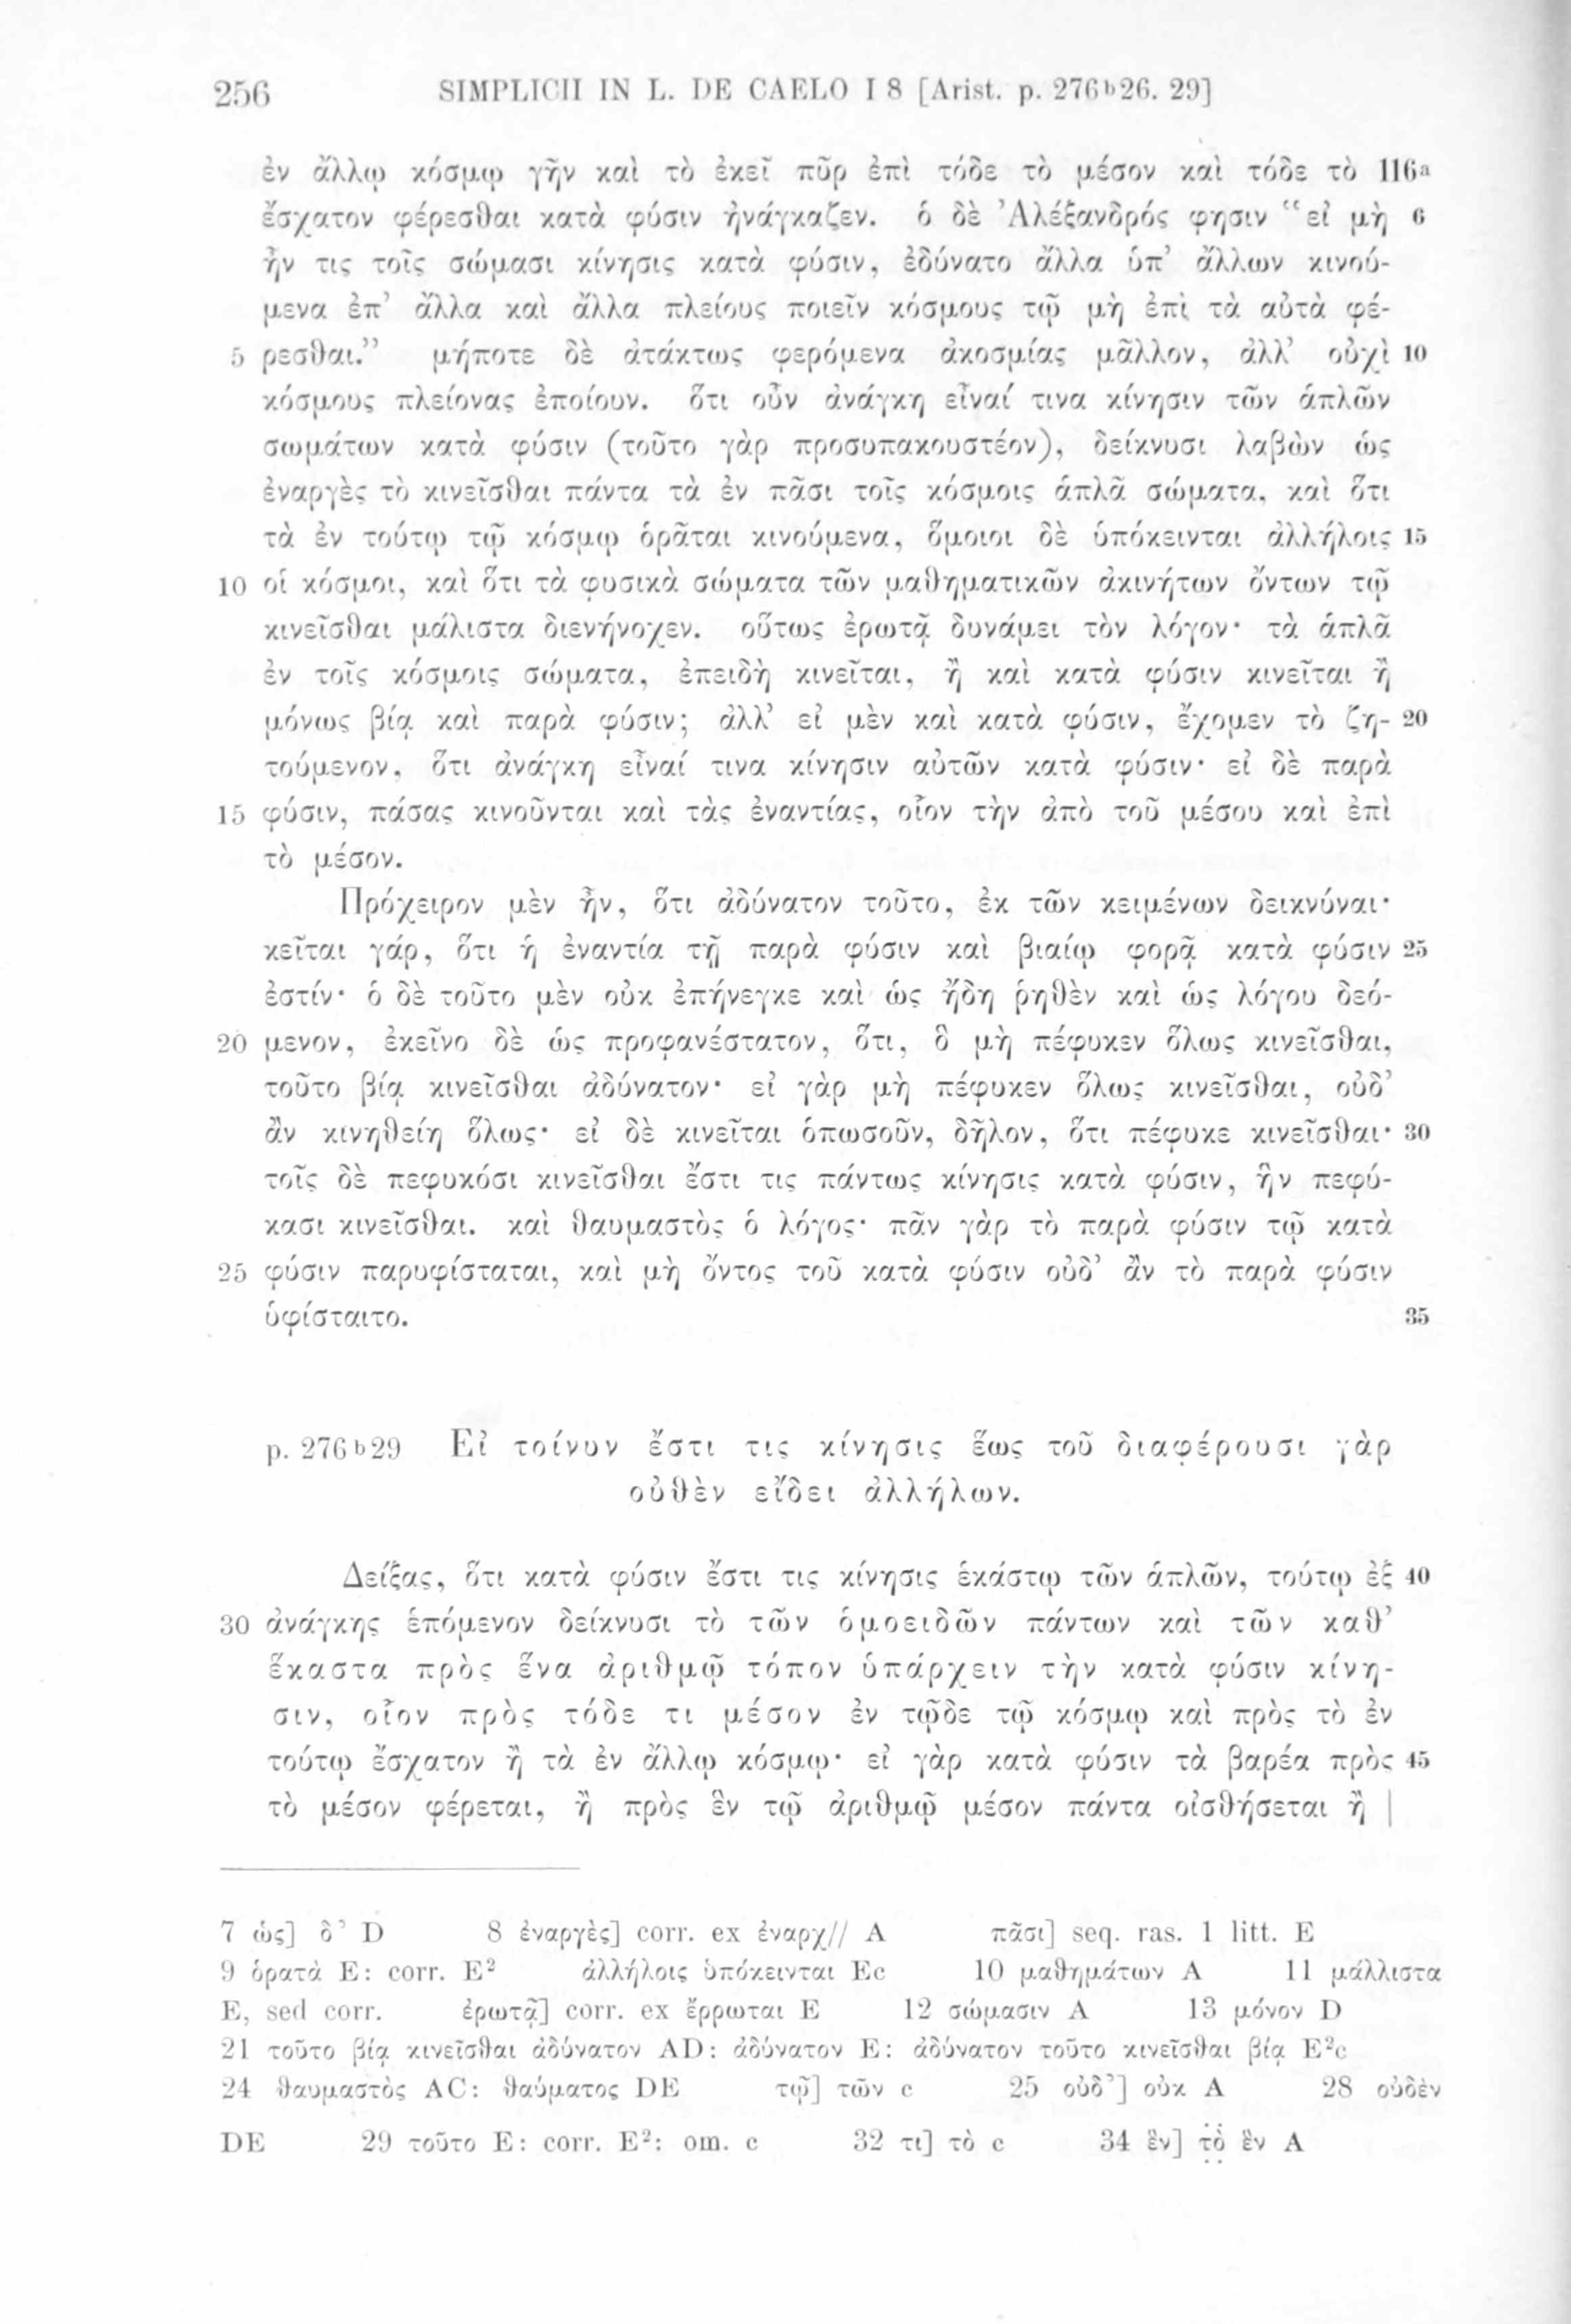 256 SIMPLICII IN L. DE CAELO I 8 [Arist. p. 276ᵇ26. 29]
ἐν ἄλλῳ κόσμῳ γῆν καὶ τὸ ἐκεῖ πῦρ ἐπὶ τόδε τὸ μέσον καὶ τόδε τὸ 116ᵃ
ἔσχατον φέρεσθαι κατὰ φύσιν ἠνάγκαζεν. ὁ δὲ Ἀλέξανδρός φησιν “εἰ μὴ 6
ἦν τις τοῖς σώμασι κίνησις κατὰ φύσιν, ἐδύνατο ἄλλα ὑπ’ ἄλλων κινού-
μενα ἐπ’ ἄλλα καὶ ἄλλα πλείους ποιεῖν κόσμους τῷ μὴ ἐπὶ τὰ αὐτὰ φέ-
5 ρεσθαι.” μήποτε δὲ ἀτάκτως φερόμενα ἀκοσμίας μᾶλλον, ἀλλ’ οὐχὶ 10
κόσμους πλείονας ἐποίουν. ὅτι οὖν ἀνάγκη εἶναί τινα κίνησιν τῶν ἁπλῶν
σωμάτων κατὰ φύσιν (τοῦτο γὰρ προσυπακουστέον), δείκνυσι λαβὼν ὡς
ἐναργὲς τὸ κινεῖσθαι πάντα τὰ ἐν πᾶσι τοῖς κόσμοις ἁπλᾶ σώματα, καὶ ὅτι
τὰ ἐν τούτῳ τῷ κόσμῳ ὁρᾶται κινούμενα, ὅμοιοι δὲ ὑπόκεινται ἀλλήλοις 15
10 οἱ κόσμοι, καὶ ὅτι τὰ φυσικὰ σώματα τῶν μαθηματικῶν ἀκινήτων ὄντων τῷ
κινεῖσθαι μάλιστα διενήνοχεν. οὕτως ἐρωτᾷ δυνάμει τὸν λόγον· τὰ ἁπλᾶ
ἐν τοῖς κόσμοις σώματα, ἐπειδὴ κινεῖται, ἢ καὶ κατὰ φύσιν κινεῖται ἢ
μόνως βίᾳ καὶ παρὰ φύσιν; ἀλλ’ εἰ μὲν καὶ κατὰ φύσιν, ἔχομεν τὸ ζη- 20
τούμενον, ὅτι ἀνάγκη εἶναί τινα κίνησιν αὐτῶν κατὰ φύσιν· εἰ δὲ παρὰ
15 φύσιν, πάσας κινοῦνται καὶ τὰς ἐναντίας, οἷον τὴν ἀπὸ τοῦ μέσου καὶ ἐπὶ
τὸ μέσον.
Πρόχειρον μὲν ἦν, ὅτι ἀδύνατον τοῦτο, ἐκ τῶν κειμένων δεικνύναι·
κεῖται γάρ, ὅτι ἡ ἐναντία τῇ παρὰ φύσιν καὶ βιαίῳ φορᾷ κατὰ φύσιν 25
ἐστίν· ὁ δὲ τοῦτο μὲν οὐκ ἐπήνεγκε καὶ ὡς ἤδη ῥηθὲν καὶ ὡς λόγου δεό-
20 μενον, ἐκεῖνο δὲ ὡς προφανέστατον, ὅτι, ὃ μὴ πέφυκεν ὅλως κινεῖσθαι,
τοῦτο βίᾳ κινεῖσθαι ἀδύνατον· εἰ γὰρ μὴ πέφυκεν ὅλως κινεῖσθαι, οὐδ’
ἂν κινηθείη ὅλως· εἰ δὲ κινεῖται ὁπωσοῦν, δῆλον, ὅτι πέφυκε κινεῖσθαι· 30
τοῖς δὲ πεφυκόσι κινεῖσθαι ἔστι τις πάντως κίνησις κατὰ φύσιν, ἣν πεφύ-
κασι κινεῖσθαι. καὶ θαυμαστὸς ὁ λόγος· πᾶν γὰρ τὸ παρὰ φύσιν τῷ κατὰ
25 φύσιν παρυφίσταται, καὶ μὴ ὄντος τοῦ κατὰ φύσιν οὐδ’ ἂν τὸ παρὰ φύσιν
ὑφίσταιτο. 35
p. 276ᵇ29 Εἰ τοίνυν ἔστι τις κίνησις ἕως τοῦ διαφέρουσι γὰρ
οὐθὲν εἴδει ἀλλήλων.
Δείξας, ὅτι κατὰ φύσιν ἔστι τις κίνησις ἑκάστῳ τῶν ἁπλῶν, τούτῳ ἐξ 40
30 ἀνάγκης ἑπόμενον δείκνυσι τὸ τῶν ὁμοειδῶν πάντων καὶ τῶν καθ’
ἕκαστα πρὸς ἕνα ἀριθμῷ τόπον ὑπάρχειν τὴν κατὰ φύσιν κίνη-
σιν, οἷον πρὸς τόδε τι μέσον ἐν τῷδε τῷ κόσμῳ καὶ πρὸς τὸ ἐν
τούτῳ ἔσχατον ἢ τὰ ἐν ἄλλῳ κόσμῳ· εἰ γὰρ κατὰ φύσιν τὰ βαρέα πρὸς 45
τὸ μέσον φέρεται, ἢ πρὸς ἓν τῷ ἀριθμῷ μέσον πάντα οἰσθήσεται ἢ |
7 ὡς] δ’ D 8 ἐναργὲς] corr. ex ἐναρχ// A πᾶσι] seq. ras. 1 litt. E
9 ὁρατὰ E: corr. E² ἀλλήλοις ὑπόκεινται Ec 10 μαθημάτων A 11 μάλλιστα
E, sed corr. ἐρωτᾷ] corr. ex ἔρρωται E 12 σώμασιν A 13 μόνον D
21 τοῦτο βίᾳ κινεῖσθαι ἀδύνατον AD: ἀδύνατον E: ἀδύνατον τοῦτο κινεῖσθαι βίᾳ E²c
24 θαυμαστὸς AC: θαύματος DE τῷ] τῶν c 25 οὐδ’] οὐκ A 28 οὐδὲν
DE 29 τοῦτο E: corr. E²: om. c 32 τι] τὸ c 34 ἓν] τὸ ἓν A